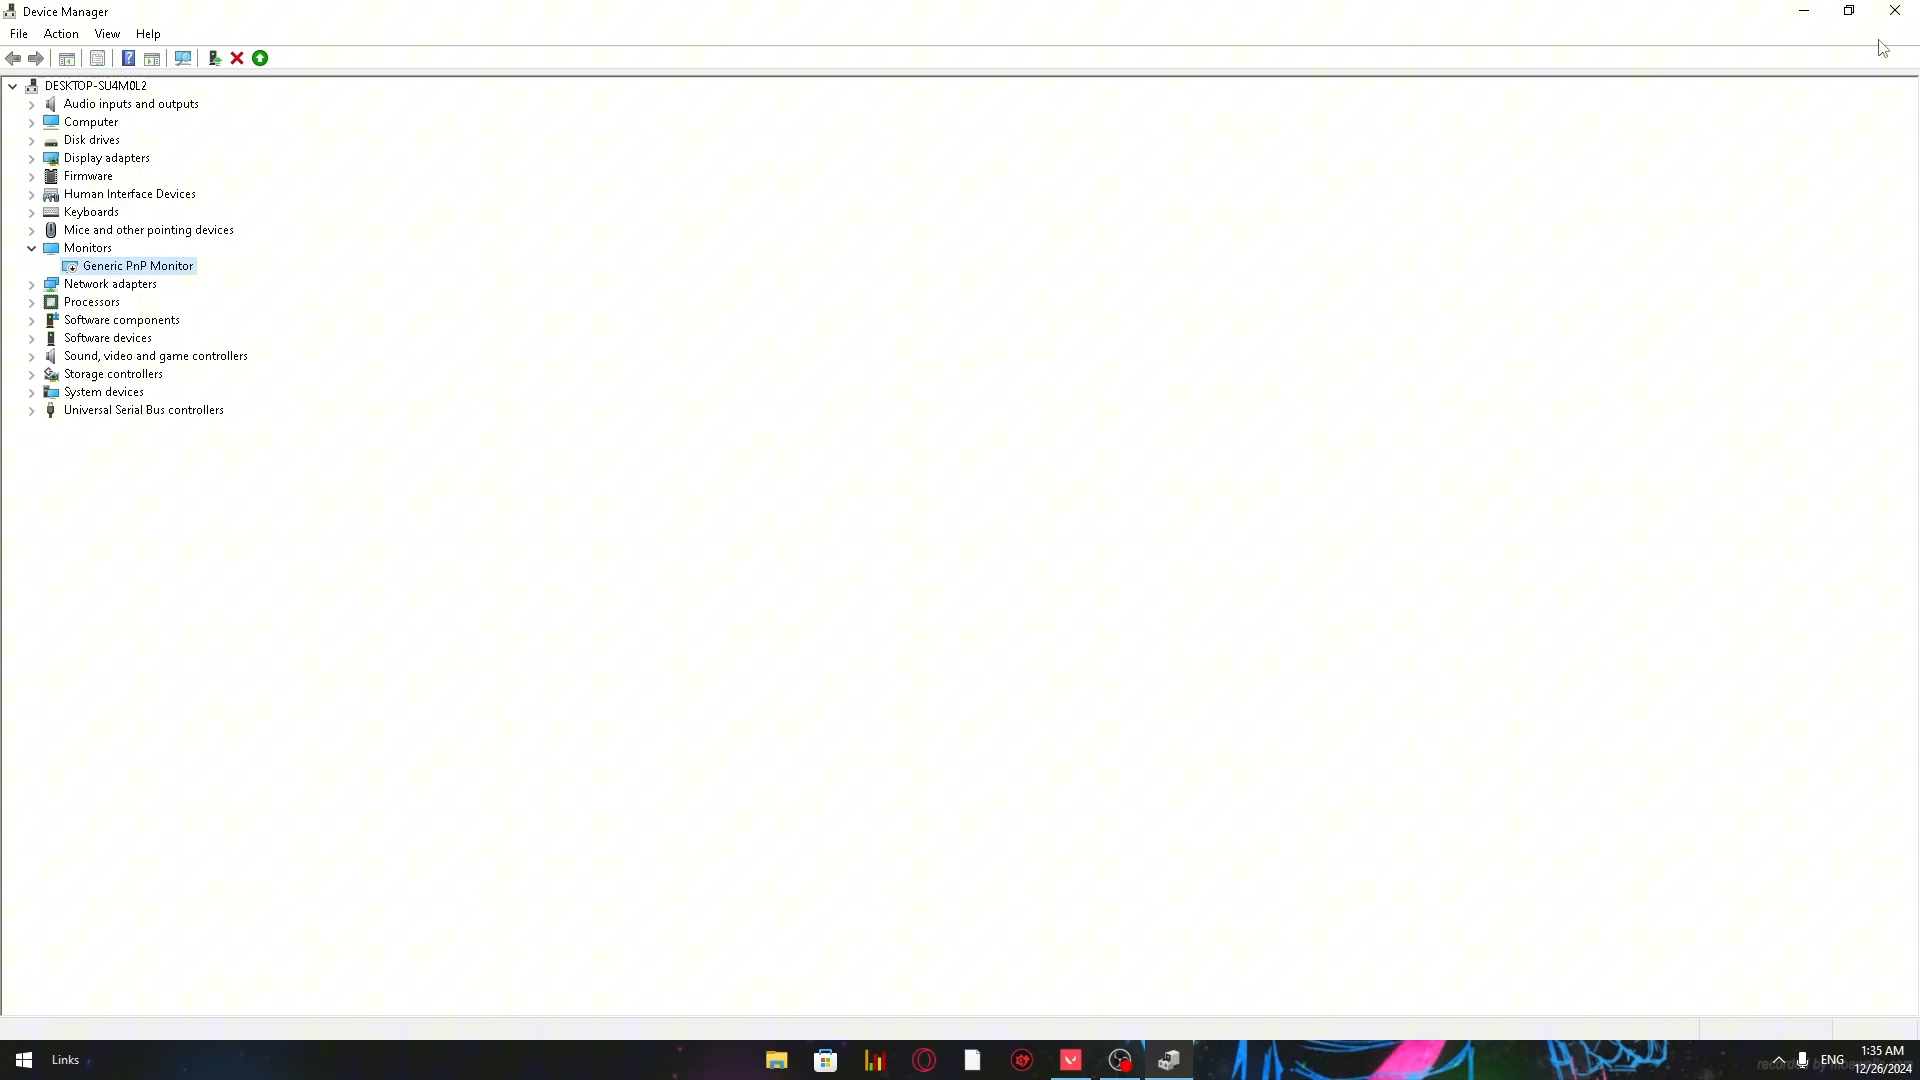 Device Manager
File Action View Help
DESKTOP-SU4M0L2
Audio inputs and outputs
Computer
Disk drives
Display adapters
Firmware
Human Interface Devices
Keyboards
Mice and other pointing devices
Monitors
Generic PnP Monitor
Network adapters
Processors
Software components
Software devices
Sound, video and game controllers
Storage controllers
System devices
Universal Serial Bus controllers
Links
ENG
1:35 AM
12/26/2024